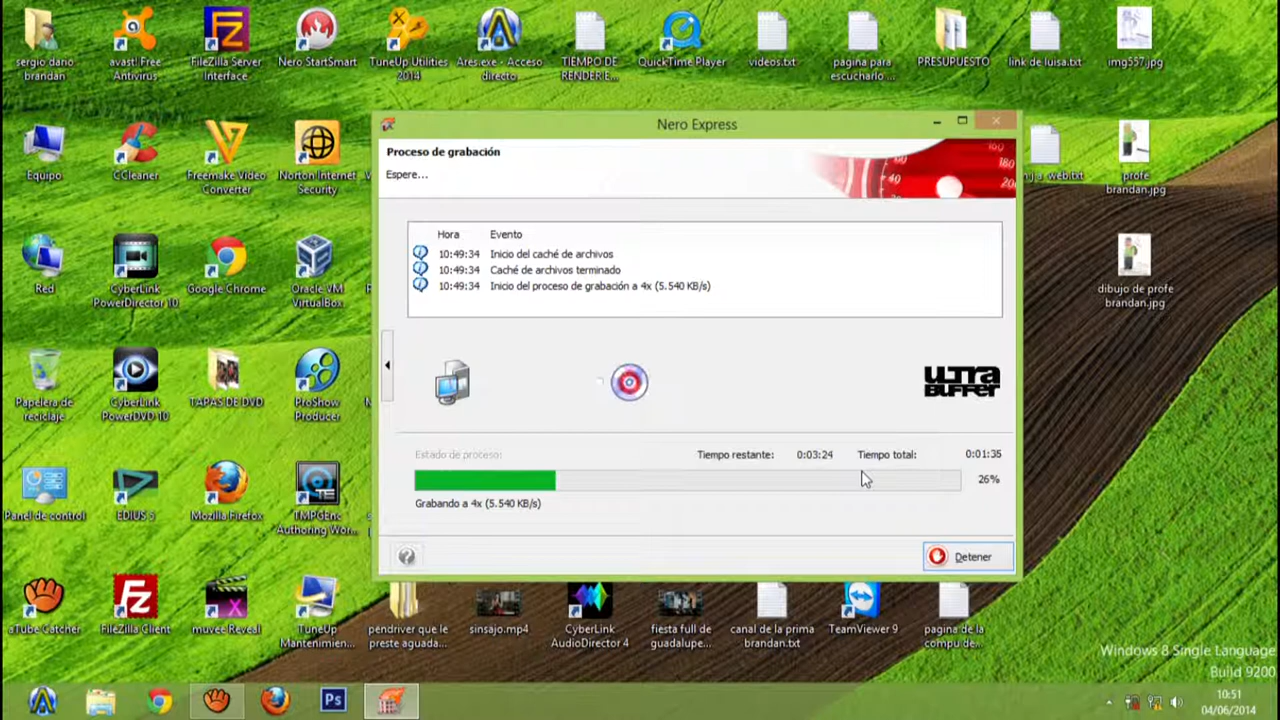 sergio dario
brandan
avast! Free
Antivirus
FileZilla Server
Interface
Nero StartSmart
TuneUp Utilities
2014
Ares.exe - Acceso
directo
TIEMPO DE
RENDER E...
QuickTime Player
videos.txt
pagina para
escucharlo ...
PRESUPUESTO
link de luisa.txt
img557.jpg
Nero Express
Proceso de grabación
Espere...
Equipo
CCleaner
Freemake Video
Converter
Norton Internet
Security
web.txt
profe
brandan.jpg
Hora Evento
10:49:34 Inicio del caché de archivos
10:49:34 Caché de archivos terminado
10:49:34 Inicio del proceso de grabación a 4x (5.540 KB/s)
Red
CyberLink
PowerDirector 10
Google Chrome
Oracle VM
VirtualBox
dibujo de profe
brandan.jpg
ULTRA
BUFFER
Papelera de
reciclaje
CyberLink
PowerDVD 10
TAPAS DE DVD
ProShow
Producer
Estado de proceso:
Tiempo restante: 0:03:24 Tiempo total: 0:01:35
26%
Grabando a 4x (5.540 KB/s)
Panel de control
EDIUS 5
Mozilla Firefox
TMPGEnc
Authoring Wor...
Detener
aTube Catcher
FileZilla Client
muvee Reveal
TuneUp
Mantenimien...
pendriver que le
preste aguada...
sinsajo.mp4
CyberLink
AudioDirector 4
fiesta full de
guadalupe...
canal de la prima
brandan.txt
TeamViewer 9
pagina de la
compu de...
Windows 8 Single Language
Build 9200
Ps
10:51
04/06/2014